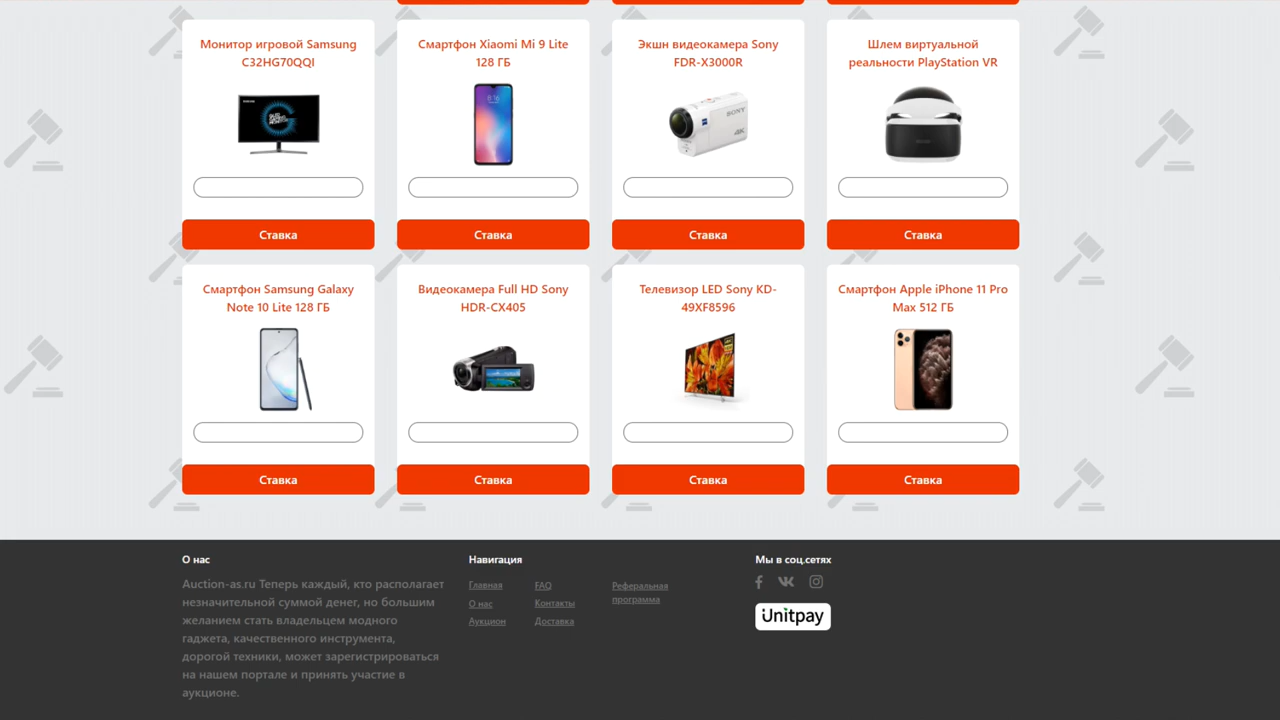 Монитор игровой Samsung
C32HG70QQI
Смартфон Xiaomi Mi 9 Lite
128 ГБ
Экшн видеокамера Sony
FDR-X3000R
Шлем виртуальной
реальности PlayStation VR
SONY
4K
Ставка
Ставка
Ставка
Ставка
Смартфон Samsung Galaxy
Note 10 Lite 128 ГБ
Видеокамера Full HD Sony
HDR-CX405
Телевизор LED Sony KD-
49XF8596
Смартфон Apple iPhone 11 Pro
Max 512 ГБ
Ставка
Ставка
Ставка
Ставка
О нас
Auction-as.ru Теперь каждый, кто располагает
незначительной суммой денег, но большим
желанием стать владельцем модного
гаджета, качественного инструмента,
дорогой техники, может зарегистрироваться
на нашем портале и принять участие в
аукционе.
Навигация
Главная
О нас
Аукцион
FAQ
Контакты
Доставка
Реферальная
программа
Мы в соц.сетях
Unitpay